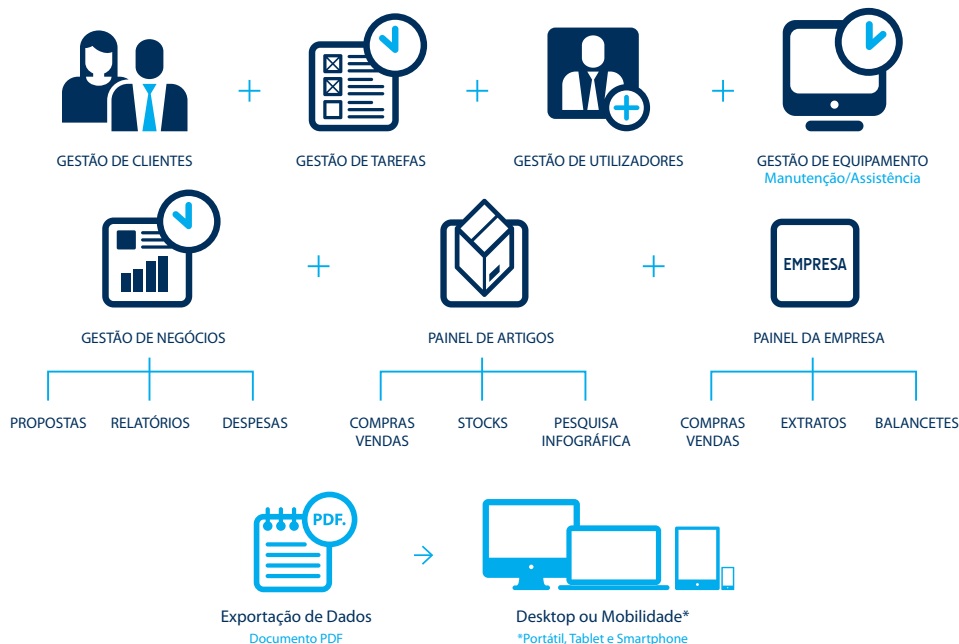 GESTÃO DE CLIENTES
GESTÃO DE TAREFAS
GESTÃO DE UTILIZADORES
GESTÃO DE EQUIPAMENTO
Manutenção/Assistência
EMPRESA
GESTÃO DE NEGÓCIOS
PAINEL DE ARTIGOS
PAINEL DA EMPRESA
PROPOSTAS
RELATÓRIOS
DESPESAS
COMPRAS
VENDAS
STOCKS
PESQUISA
INFOGRÁFICA
COMPRAS
VENDAS
EXTRATOS
BALANCETES
PDF.
Exportação de Dados
Documento PDF
Desktop ou Mobilidade*
*Portátil, Tablet e Smartphone